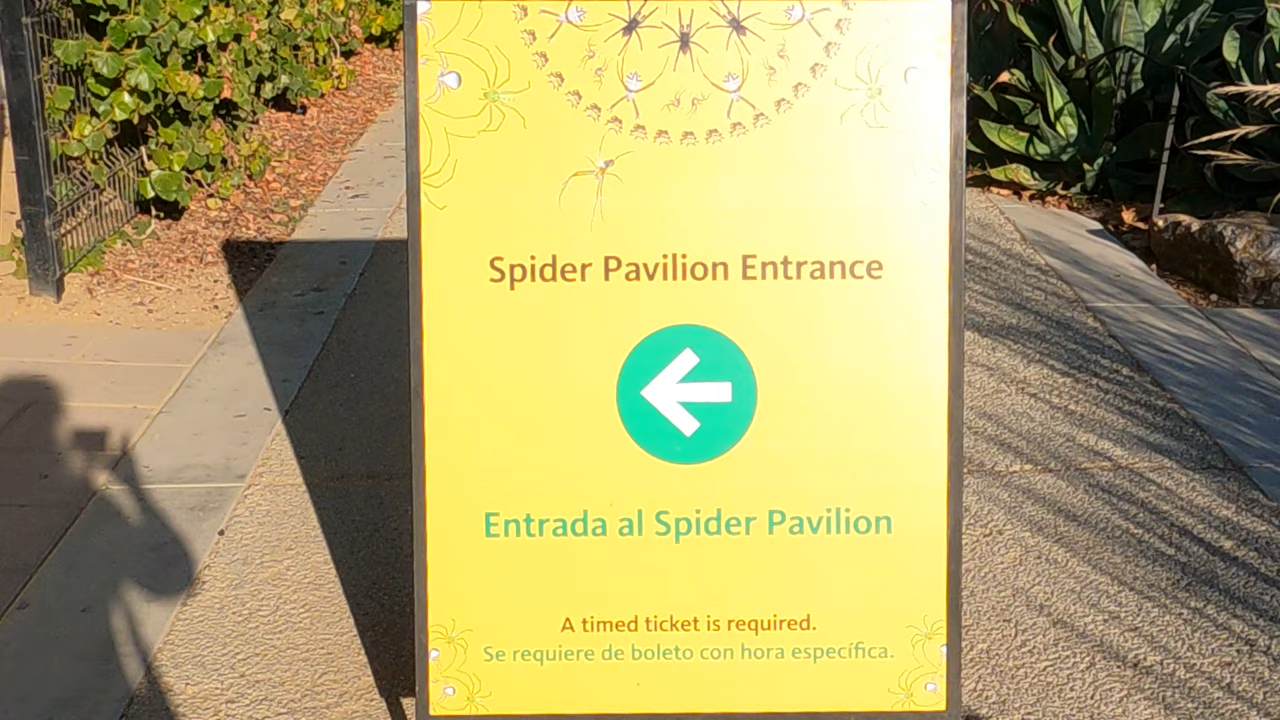 Spider Pavilion Entrance
Entrada al Spider Pavilion
A timed ticket is required.
Se requiere de boleto con hora específica.